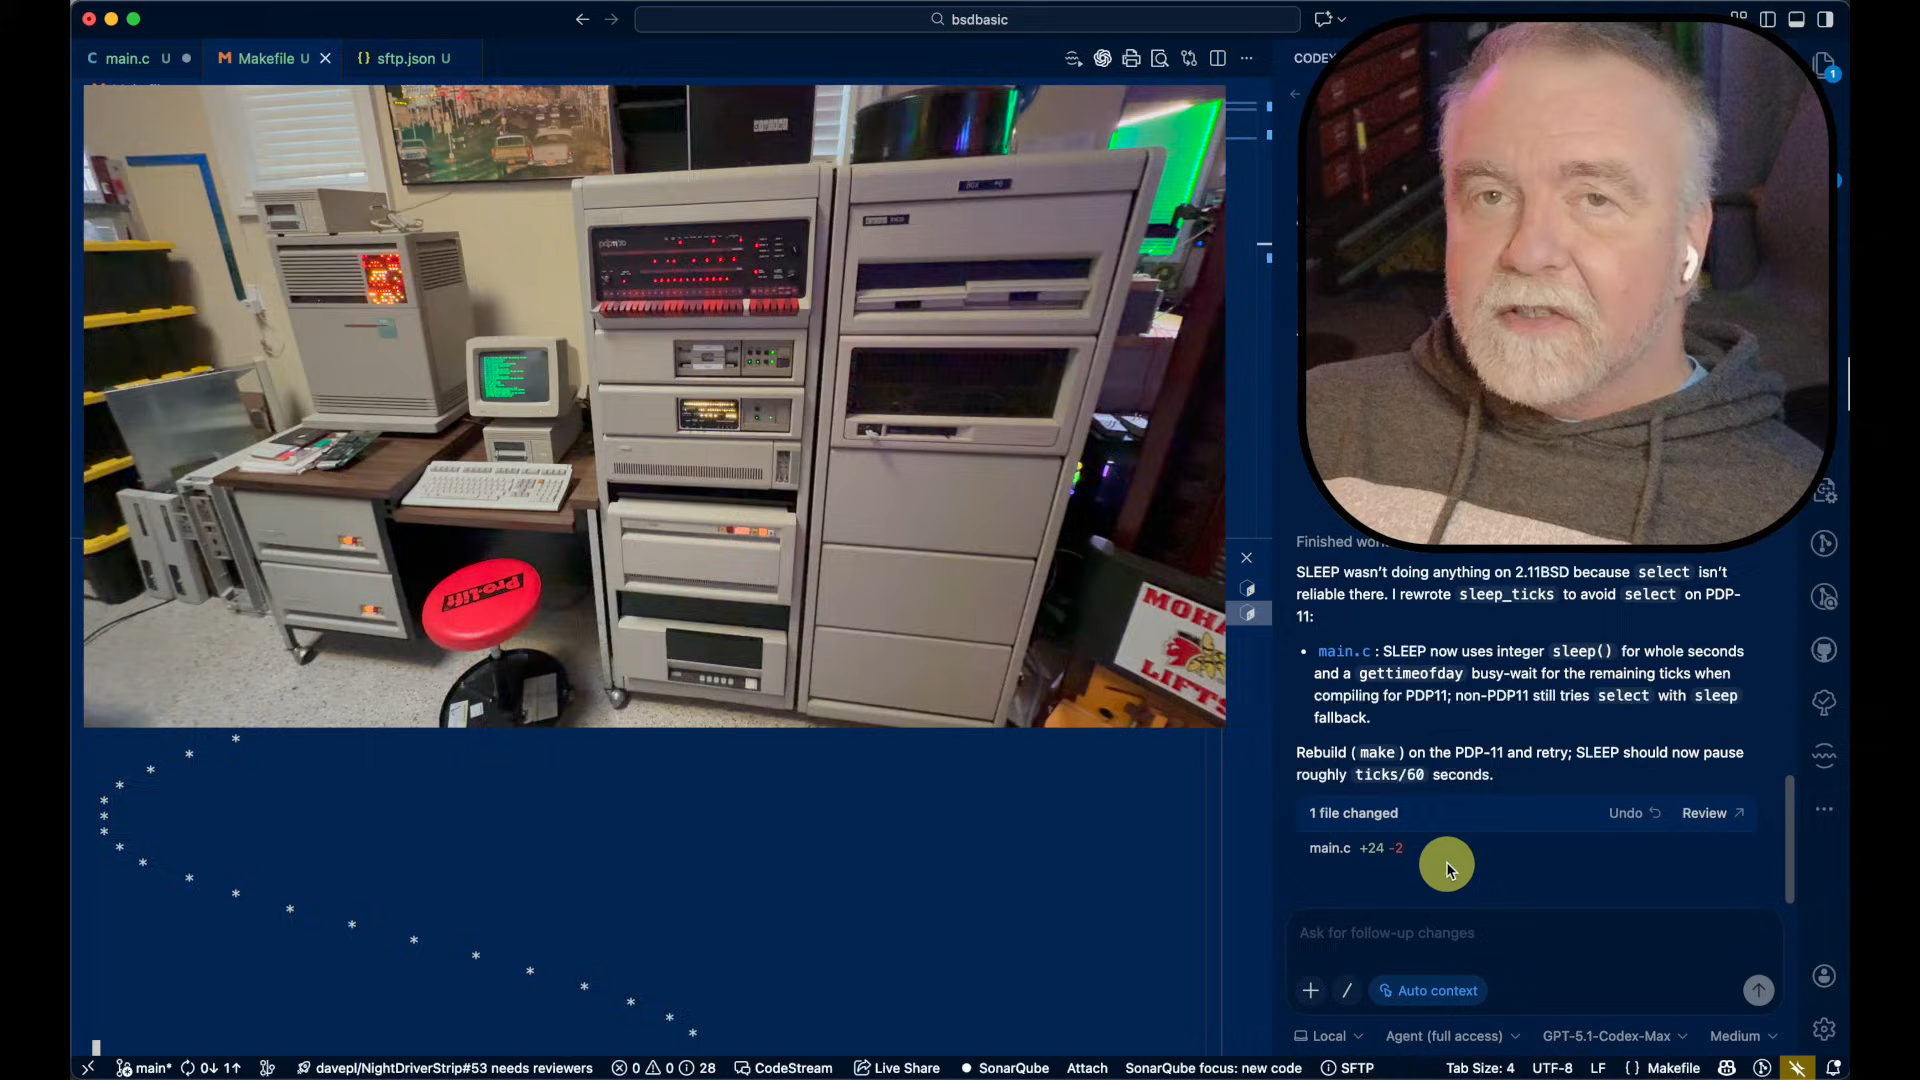 bsdbasic
main.c U
Makefile U
sftp.json U
CODEX
1
digital
pdp11/70
Pro-Lift
MOHA
LIFTS
Finished wor
SLEEP wasn't doing anything on 2.11BSD because select isn't
reliable there. I rewrote sleep_ticks to avoid select on PDP-
11:
• main.c : SLEEP now uses integer sleep() for whole seconds
and a gettimeofday busy-wait for the remaining ticks when
compiling for PDP11; non-PDP11 still tries select with sleep
fallback.
Rebuild ( make ) on the PDP-11 and retry; SLEEP should now pause
roughly ticks/60 seconds.
1 file changed Undo Review
main.c +24 -2
* * * * * * * * * * * * * * * * * * * *
Ask for follow-up changes
Auto context
Local Agent (full access) GPT-5.1-Codex-Max Medium
main* 0↓ 1↑ davepl/NightDriverStrip#53 needs reviewers 0 0 28 CodeStream Live Share SonarQube Attach SonarQube focus: new code SFTP Tab Size: 4 UTF-8 LF { } Makefile